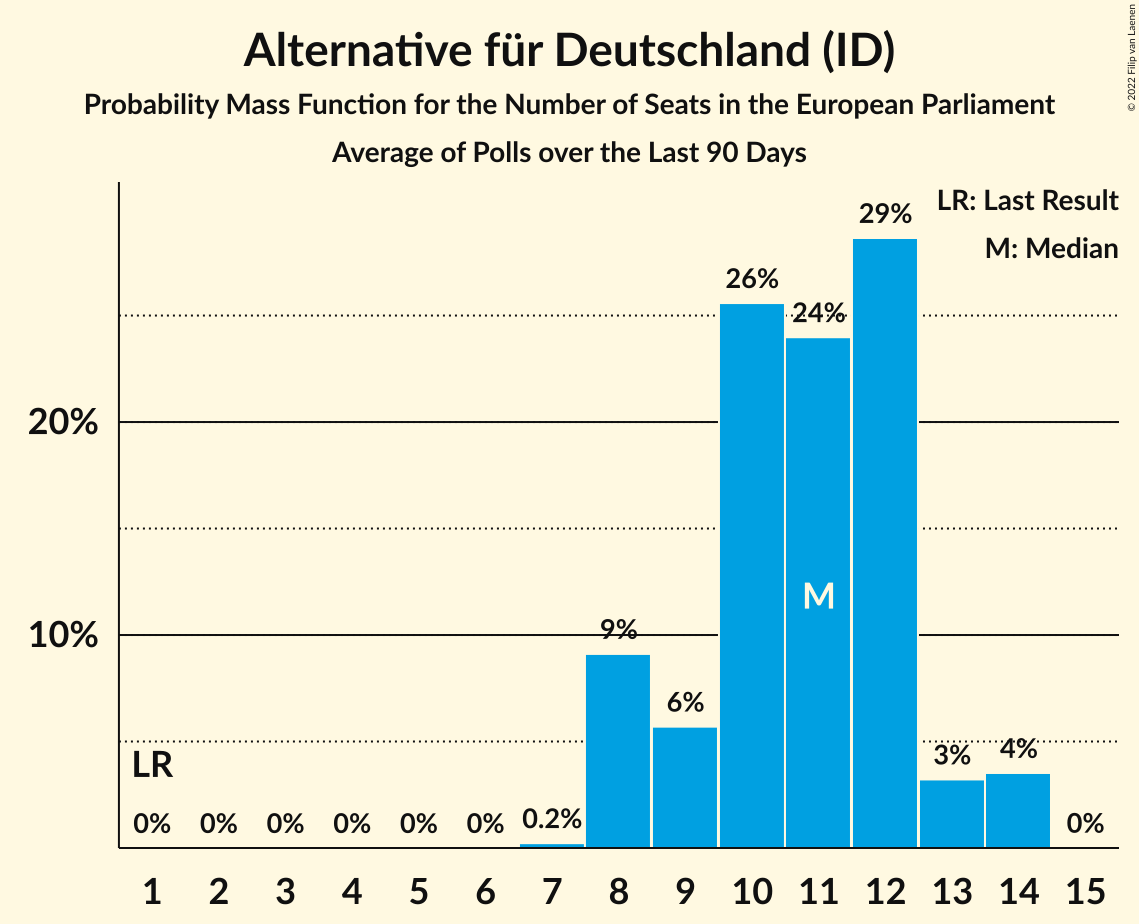 Alternative für Deutschland (ID)
Probability Mass Function for the Number of Seats in the European Parliament
Average of Polls over the Last 90 Days
© 2022 Filip van Laenen
LR: Last Result
M: Median
29%
26%
24%
20%
M
10%
9%
6%
LR
3%
4%
0%
0%
0%
0%
0%
0%
0.2%
0%
1 2 3 4 5 6 7 8 9 10 11 12 13 14 15